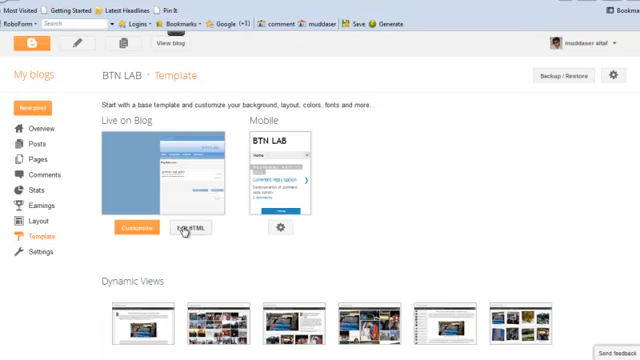 Most Visited Getting Started Latest Headlines Pin It Bookmar
RoboForm Search Logins Bookmarks Google (+1) comment muddaser Save Generate
View blog muddaser altaf
My blogs BTN LAB · Template Backup / Restore
New post Start with a base template and customize your background, layout, colors, fonts and more...
Live on Blog Mobile
Overview
Posts
Pages
Comments
Stats
Earnings
Layout
Template
Settings
BTN LAB
Home
Customize Edit HTML
Dynamic Views
Send feedback